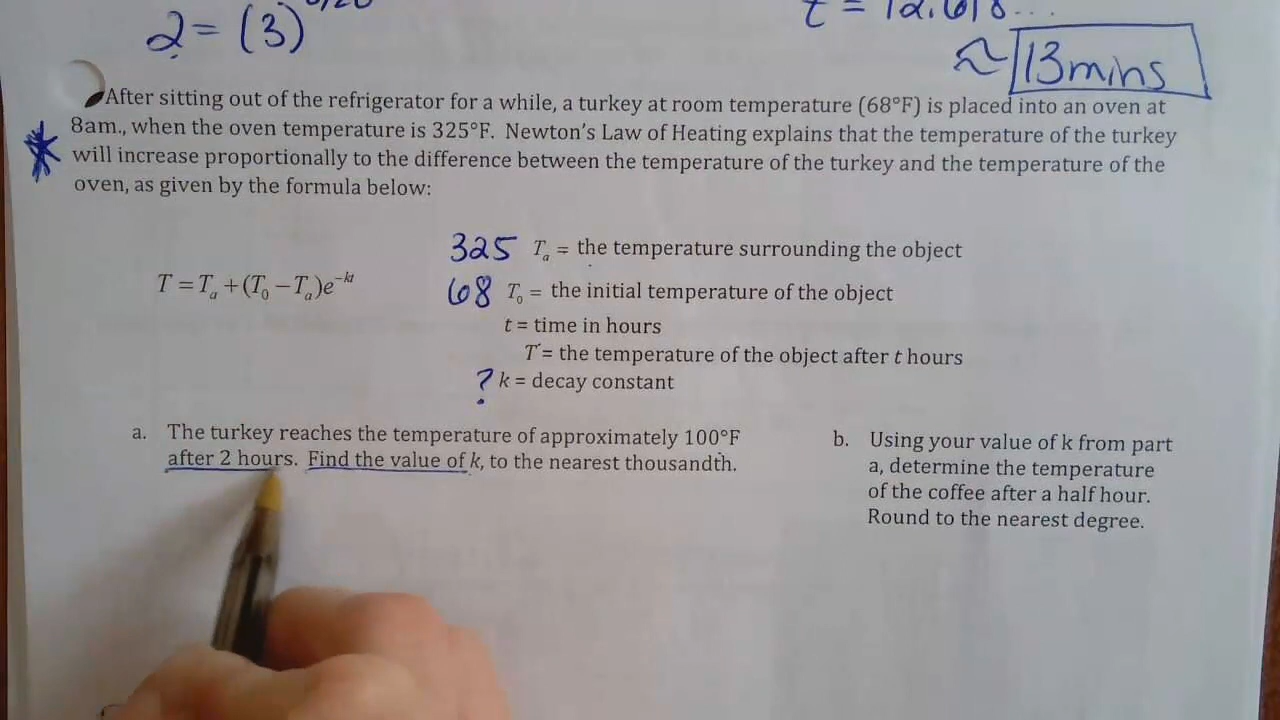 2 = (3)
t = 12.618...
≈ 13mins
After sitting out of the refrigerator for a while, a turkey at room temperature (68°F) is placed into an oven at
8am., when the oven temperature is 325°F. Newton's Law of Heating explains that the temperature of the turkey
will increase proportionally to the difference between the temperature of the turkey and the temperature of the
oven, as given by the formula below:
325 Tₐ = the temperature surrounding the object
T = Tₐ + (T₀ − Tₐ)e⁻ᵏᵗ
68 T₀ = the initial temperature of the object
t = time in hours
T = the temperature of the object after t hours
? k = decay constant
a. The turkey reaches the temperature of approximately 100°F
after 2 hours. Find the value of k, to the nearest thousandth.
b. Using your value of k from part
a, determine the temperature
of the coffee after a half hour.
Round to the nearest degree.